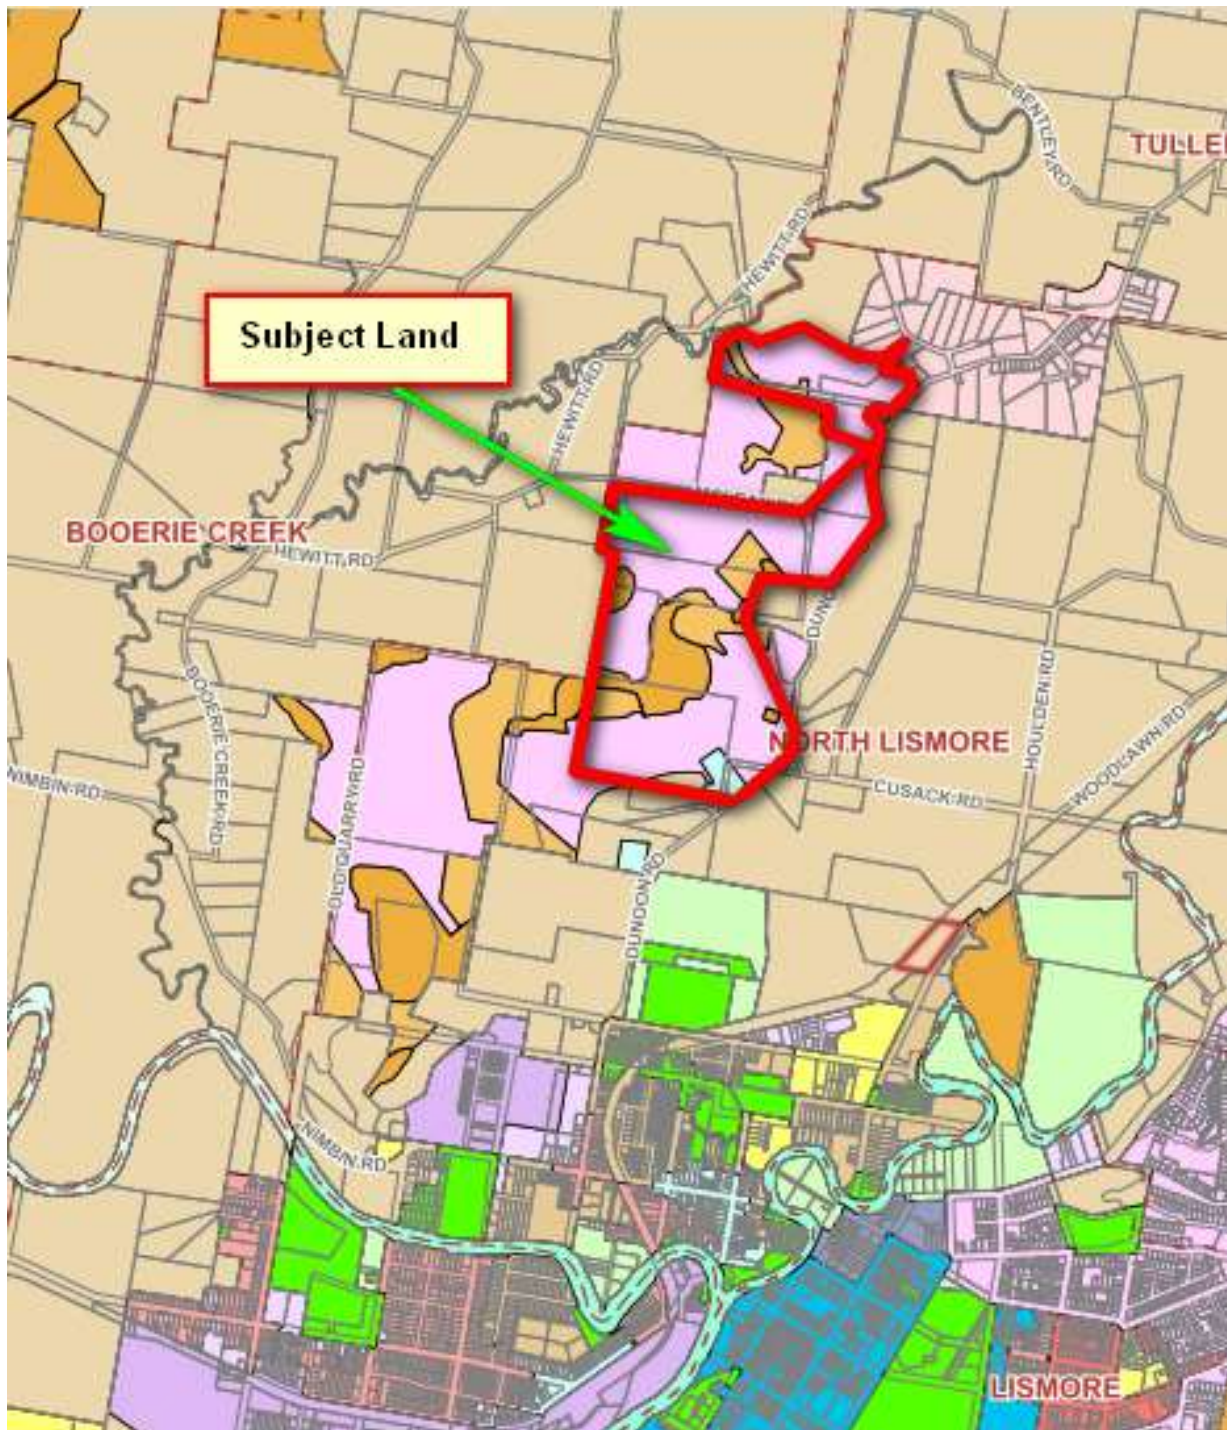 BENTLEY RD
TULLE
HEWITT RD
Subject Land
HEWITT RD
BOOERIE CREEK
HEWITT RD
DUNO
BOOERIE CREEK RD
HOULDEN RD
WOODLAWN RD
NORTH LISMORE
NIMBIN RD
CUSACK RD
OLD QUARRY RD
DUNOON RD
NIMBIN RD
LISMORE